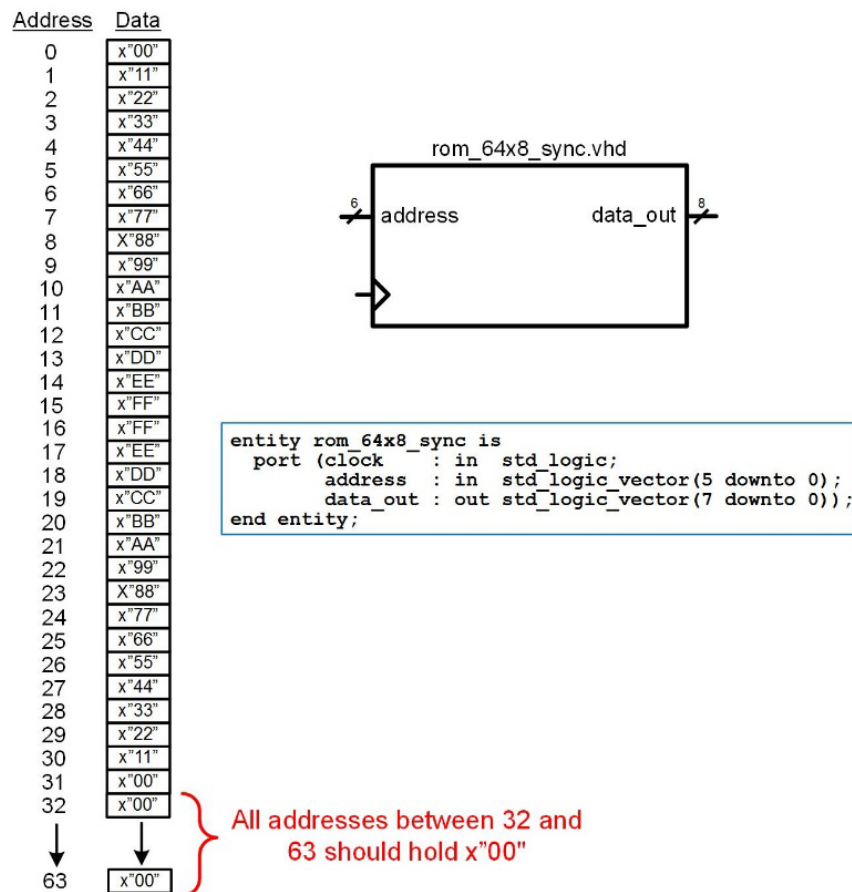 Address Data
0 x"00"
1 x"11"
2 x"22"
3 x"33"
4 x"44"
5 x"55"
6 x"66"
7 x"77"
8 X"88"
9 x"99"
10 x"AA"
11 x"BB"
12 x"CC"
13 x"DD"
14 x"EE"
15 x"FF"
16 x"FF"
17 x"EE"
18 x"DD"
19 x"CC"
20 x"BB"
21 x"AA"
22 x"99"
23 X"88"
24 x"77"
25 x"66"
26 x"55"
27 x"44"
28 x"33"
29 x"22"
30 x"11"
31 x"00"
32 x"00"
63 x"00"
rom_64x8_sync.vhd
6 address data_out 8
entity rom_64x8_sync is
port (clock : in std_logic;
address : in std_logic_vector(5 downto 0);
data_out : out std_logic_vector(7 downto 0));
end entity;
All addresses between 32 and
63 should hold x"00"